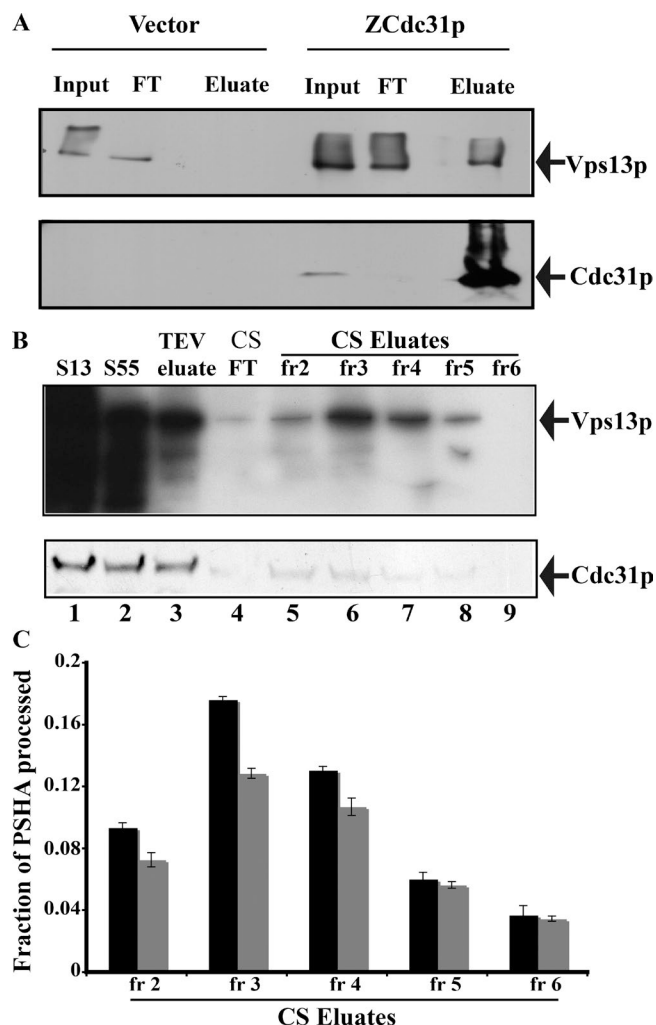 A
Vector
ZCdc31p
Input FT Eluate Input FT Eluate
Vps13p
Cdc31p
B
S13 S55 TEV eluate CS FT
CS Eluates
fr2 fr3 fr4 fr5 fr6
Vps13p
Cdc31p
1 2 3 4 5 6 7 8 9
C
Fraction of PSHA processed
0.2
0.16
0.12
0.08
0.04
0
fr 2 fr 3 fr 4 fr 5 fr 6
CS Eluates